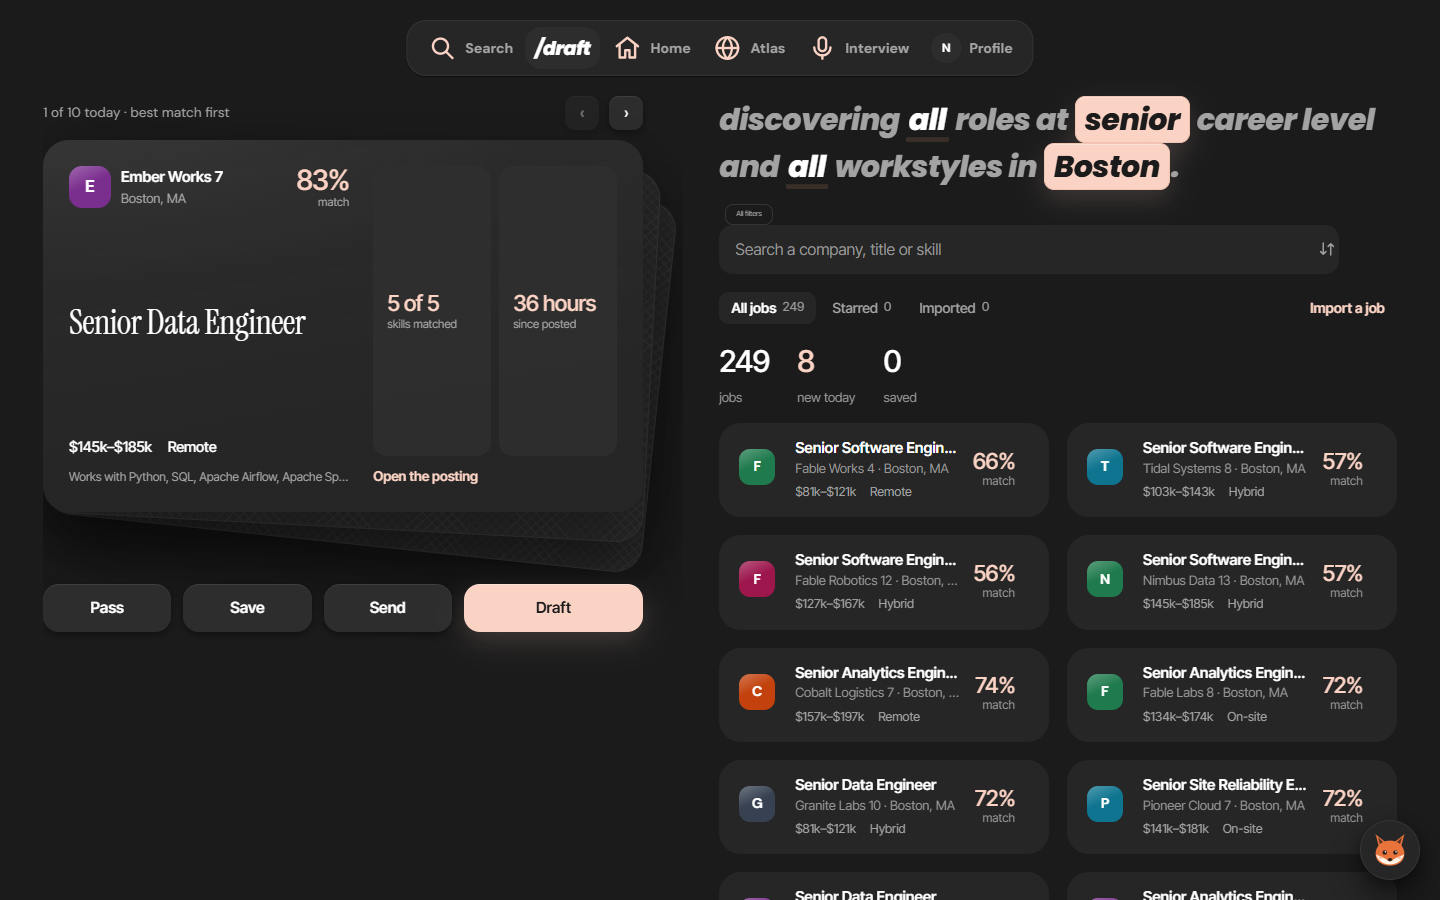 Search /draft Home Atlas Interview N Profile
1 of 10 today · best match first
‹ ›
E Ember Works 7
Boston, MA
83%
match
Senior Data Engineer
5 of 5
skills matched
36 hours
since posted
$145k–$185k Remote
Works with Python, SQL, Apache Airflow, Apache Sp...
Open the posting
Pass Save Send Draft
discovering all roles at senior career level
and all workstyles in Boston.
All filters
Search a company, title or skill
All jobs 249 Starred 0 Imported 0 Import a job
249 8 0
jobs new today saved
F
Senior Software Engin...
Fable Works 4 · Boston, MA
$81k–$121k Remote
66%
match
T
Senior Software Engin...
Tidal Systems 8 · Boston, MA
$103k–$143k Hybrid
57%
match
F
Senior Software Engin...
Fable Robotics 12 · Boston, ...
$127k–$167k Hybrid
56%
match
N
Senior Software Engin...
Nimbus Data 13 · Boston, MA
$145k–$185k Hybrid
57%
match
C
Senior Analytics Engin...
Cobalt Logistics 7 · Boston, ...
$157k–$197k Remote
74%
match
F
Senior Analytics Engin...
Fable Labs 8 · Boston, MA
$134k–$174k On-site
72%
match
G
Senior Data Engineer
Granite Labs 10 · Boston, MA
$81k–$121k Hybrid
72%
match
P
Senior Site Reliability E...
Pioneer Cloud 7 · Boston, MA
$141k–$181k On-site
72%
match
Senior Data Engineer
Senior Analytics Engin...